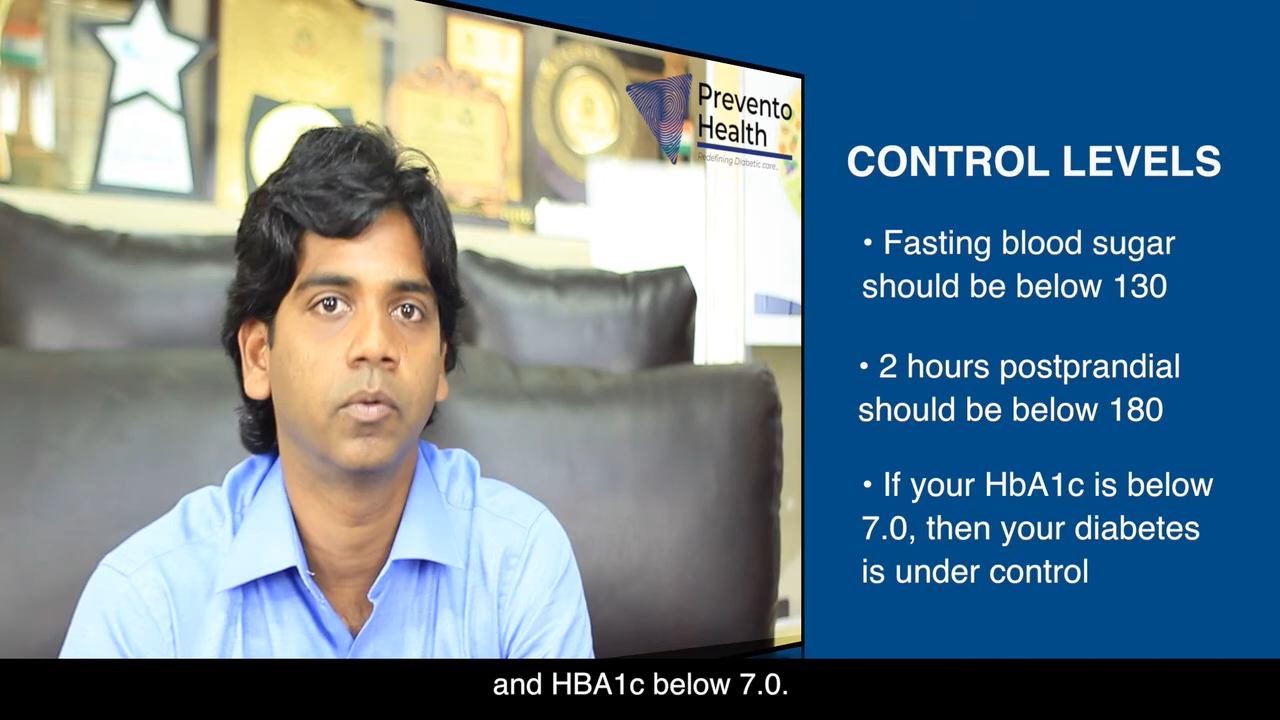 Prevento
Health
Redefining Diabetic care..
CONTROL LEVELS
• Fasting blood sugar
should be below 130
• 2 hours postprandial
should be below 180
• If your HbA1c is below
7.0, then your diabetes
is under control
and HBA1c below 7.0.